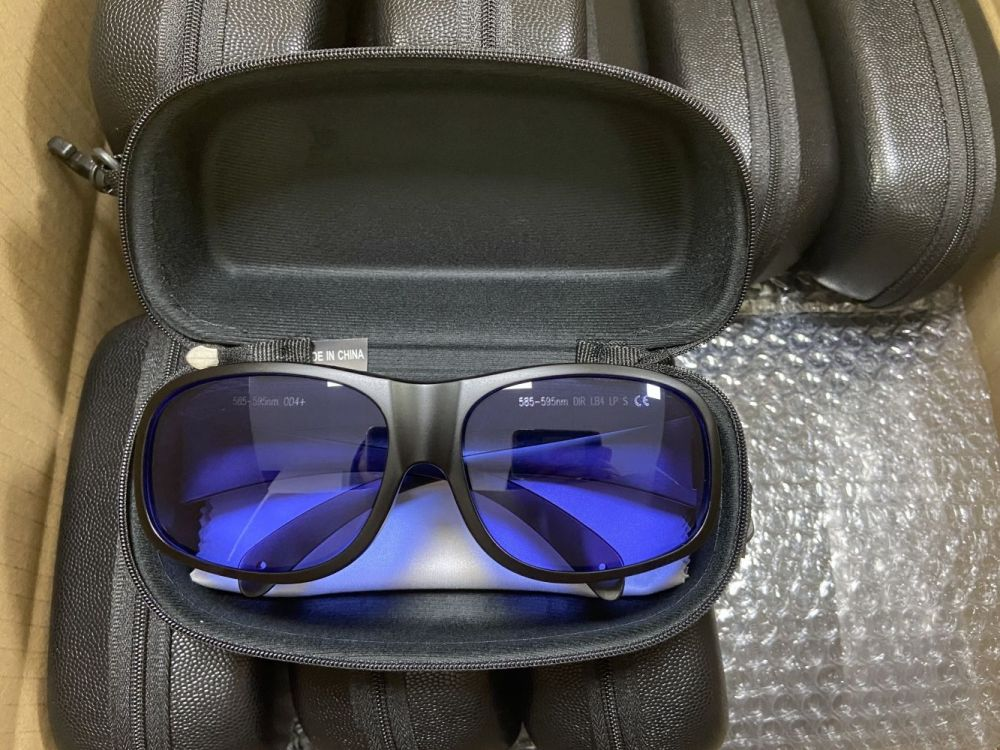 DE IN CHINA
585-595nm OD4+
585-595nm DIR LB4 LP S CE